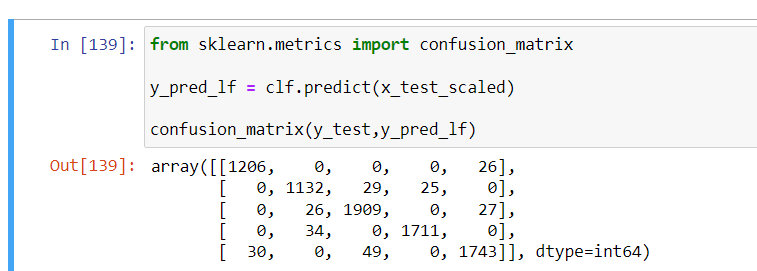 In [139]: from sklearn.metrics import confusion_matrix
y_pred_lf = clf.predict(x_test_scaled)
confusion_matrix(y_test,y_pred_lf)
Out[139]: array([[1206,    0,    0,    0,   26],
[   0, 1132,   29,   25,    0],
[   0,   26, 1909,    0,   27],
[   0,   34,    0, 1711,    0],
[  30,    0,   49,    0, 1743]], dtype=int64)